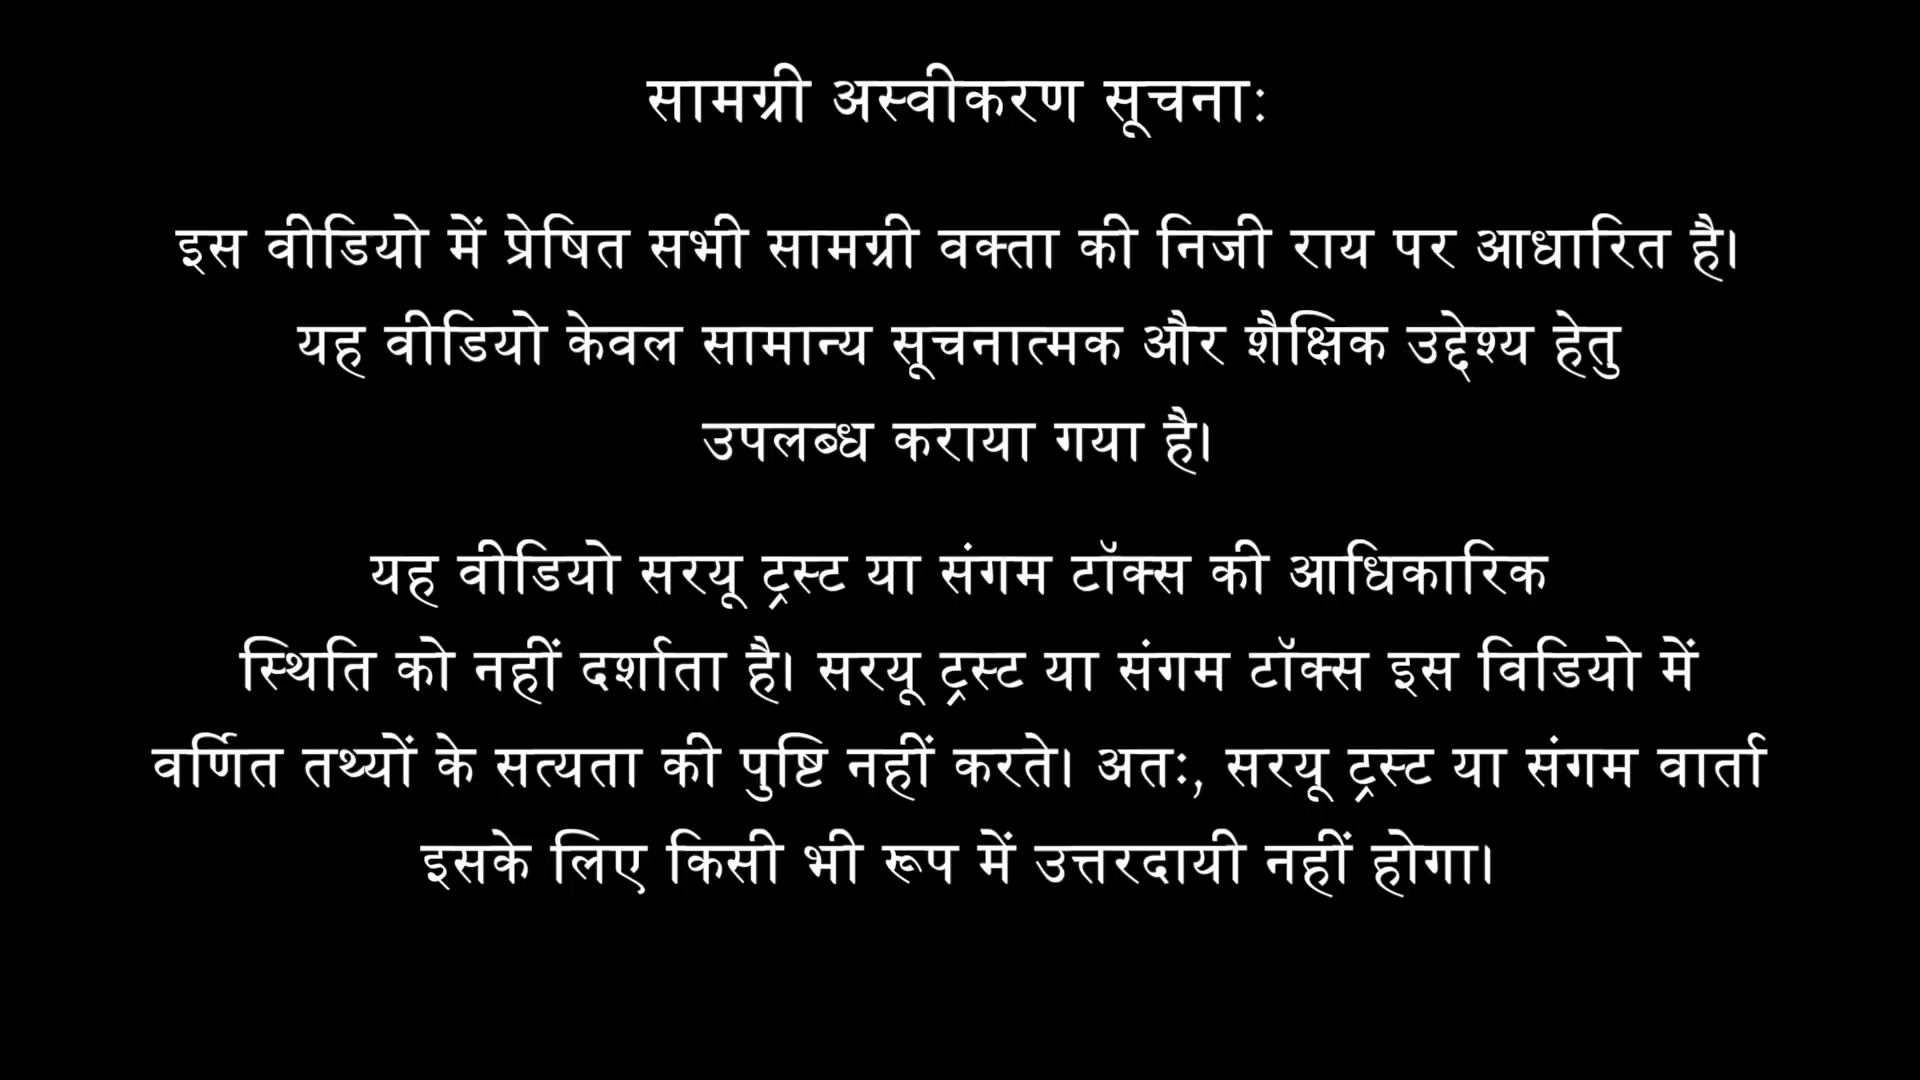 सामग्री अस्वीकरण सूचना:
इस वीडियो में प्रेषित सभी सामग्री वक्ता की निजी राय पर आधारित है।
यह वीडियो केवल सामान्य सूचनात्मक और शैक्षिक उद्देश्य हेतु
उपलब्ध कराया गया है।
यह वीडियो सरयू ट्रस्ट या संगम टॉक्स की आधिकारिक
स्थिति को नहीं दर्शाता है। सरयू ट्रस्ट या संगम टॉक्स इस विडियो में
वर्णित तथ्यों के सत्यता की पुष्टि नहीं करते। अतः, सरयू ट्रस्ट या संगम वार्ता
इसके लिए किसी भी रूप में उत्तरदायी नहीं होगा।